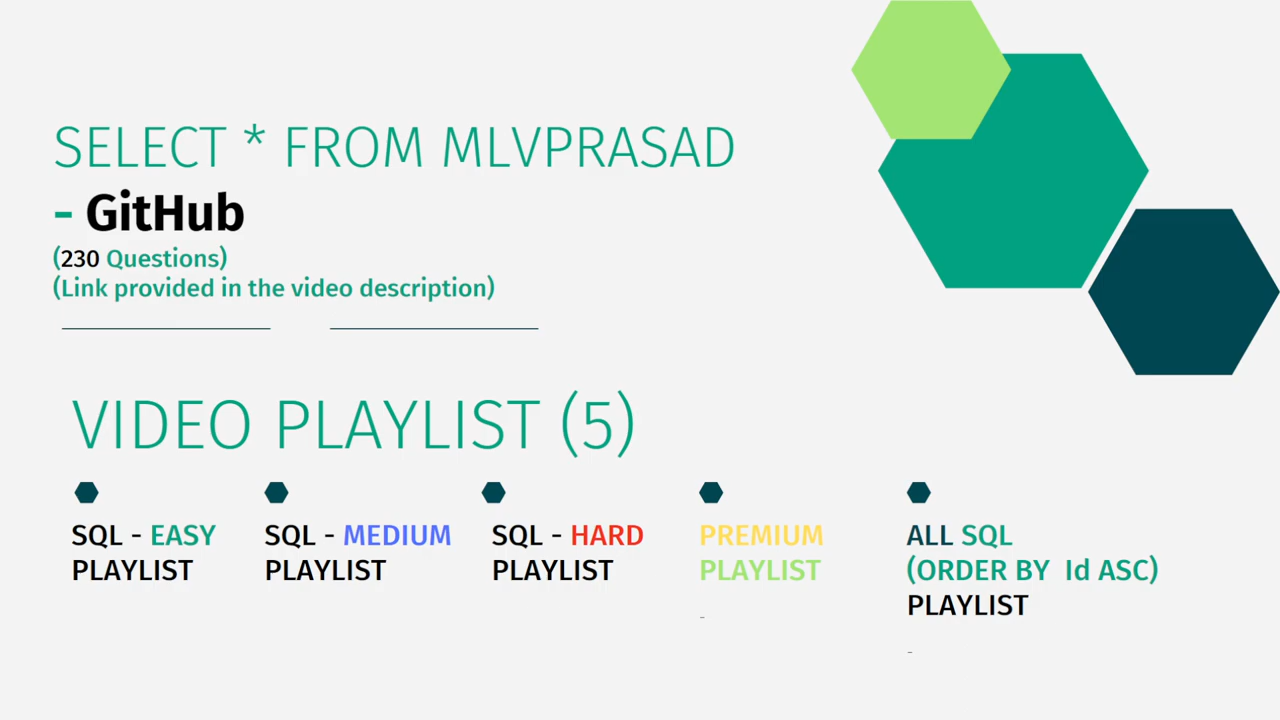 SELECT * FROM MLVPRASAD
- GitHub
(230 Questions)
(Link provided in the video description)
VIDEO PLAYLIST (5)
SQL - EASY
PLAYLIST
SQL - MEDIUM
PLAYLIST
SQL - HARD
PLAYLIST
PREMIUM
PLAYLIST
-
ALL SQL
(ORDER BY Id ASC)
PLAYLIST
-